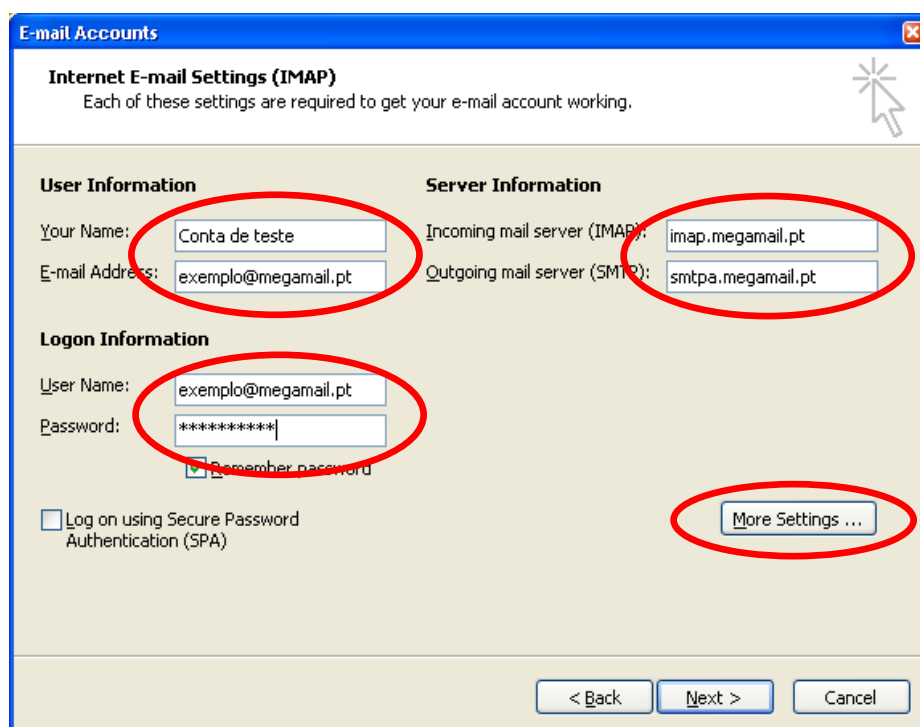 E-mail Accounts
Internet E-mail Settings (IMAP)
Each of these settings are required to get your e-mail account working.
User Information
Your Name: Conta de teste
E-mail Address: exemplo@megamail.pt
Server Information
Incoming mail server (IMAP): imap.megamail.pt
Outgoing mail server (SMTP): smtpa.megamail.pt
Logon Information
User Name: exemplo@megamail.pt
Password: **********
Remember password
Log on using Secure Password
Authentication (SPA)
More Settings ...
< Back
Next >
Cancel